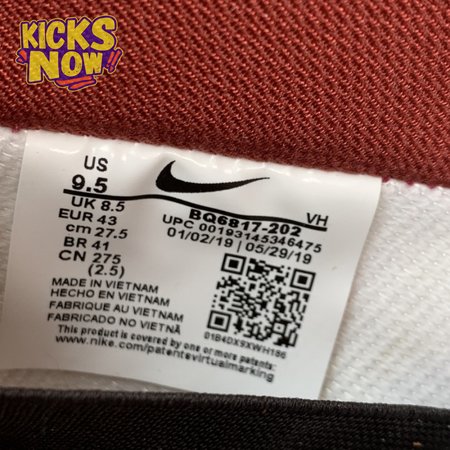 KICKS
NOW
US
9.5
UK 8.5
EUR 43
cm 27.5
BR 41
CN 275
(2.5)
BQ6817-202
VH
UPC 00193145346475
01/02/19 | 05/29/19
MADE IN VIETNAM
HECHO EN VIETNAM
FABRIQUE AU VIETNAM
FABRICADO NO VIETNÃ
01B4DX9XWH186
This product is covered by one or more patents:
www.nike.com/patentsvirtualmarking